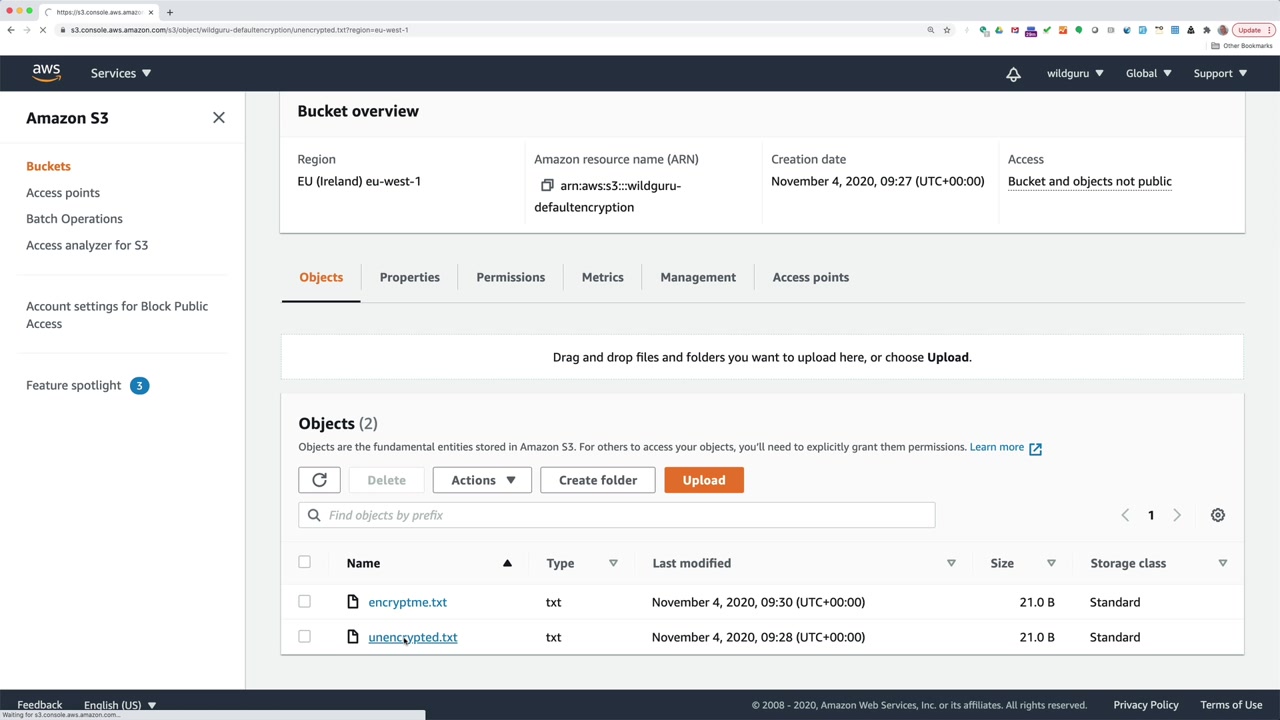 https://s3.console.aws.amazo
s3.console.aws.amazon.com/s3/object/wildguru-defaultencryption/unencrypted.txt?region=eu-west-1
Update
Other Bookmarks
aws
Services
wildguru
Global
Support
Amazon S3
Buckets
Access points
Batch Operations
Access analyzer for S3
Account settings for Block Public
Access
Feature spotlight 3
Bucket overview
Region
EU (Ireland) eu-west-1
Amazon resource name (ARN)
arn:aws:s3:::wildguru-
defaultencryption
Creation date
November 4, 2020, 09:27 (UTC+00:00)
Access
Bucket and objects not public
Objects Properties Permissions Metrics Management Access points
Drag and drop files and folders you want to upload here, or choose Upload.
Objects (2)
Objects are the fundamental entities stored in Amazon S3. For others to access your objects, you'll need to explicitly grant them permissions. Learn more
Delete Actions Create folder Upload
Find objects by prefix
1
Name Type Last modified Size Storage class
encryptme.txt txt November 4, 2020, 09:30 (UTC+00:00) 21.0 B Standard
unencrypted.txt txt November 4, 2020, 09:28 (UTC+00:00) 21.0 B Standard
Feedback English (US) © 2008 - 2020, Amazon Web Services, Inc. or its affiliates. All rights reserved. Privacy Policy Terms of Use
Waiting for s3.console.aws.amazon.com...